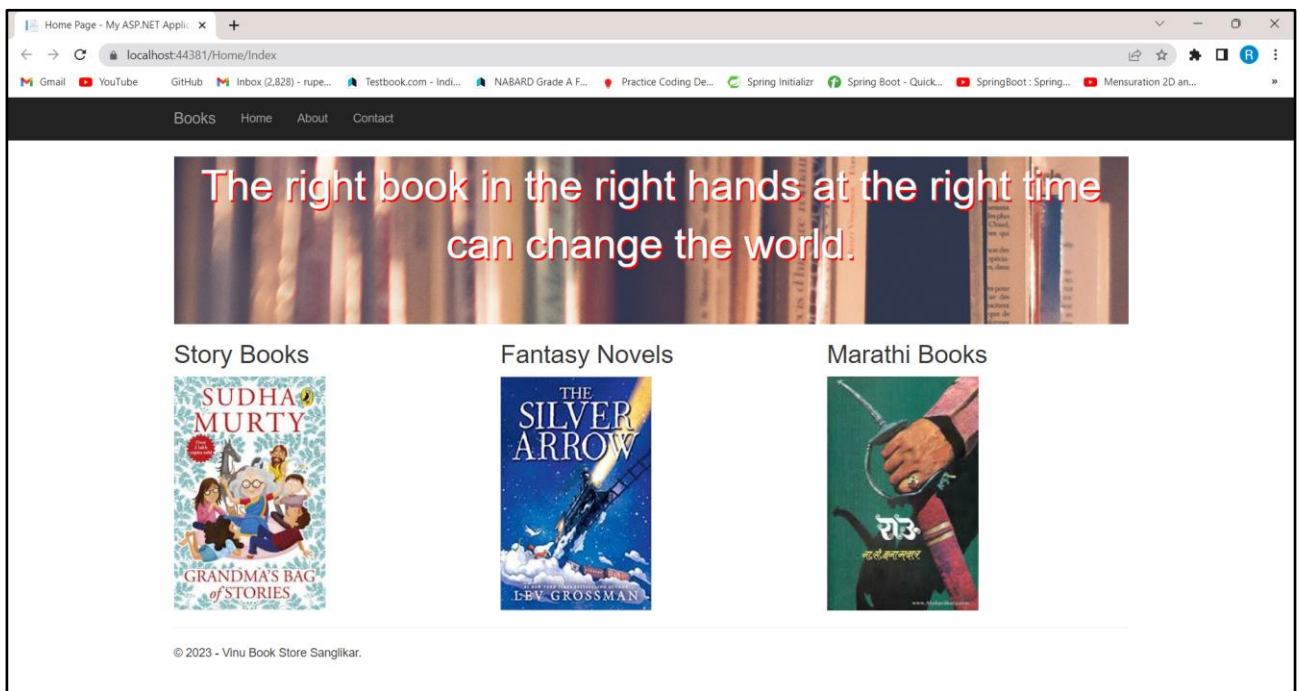 Home Page - My ASP.NET Applic
localhost:44381/Home/Index
Gmail YouTube GitHub Inbox (2,828) - rupe... Testbook.com - Indi... NABARD Grade A F... Practice Coding De... Spring Initializr Spring Boot - Quick... SpringBoot : Spring... Mensuration 2D an... »
R
Books Home About Contact
The right book in the right hands at the right time
can change the world.
Story Books Fantasy Novels Marathi Books
SUDHA
MURTY
GRANDMA'S BAG
of STORIES
THE
SILVER
ARROW
LEV GROSSMAN
राऊ
© 2023 - Vinu Book Store Sanglikar.